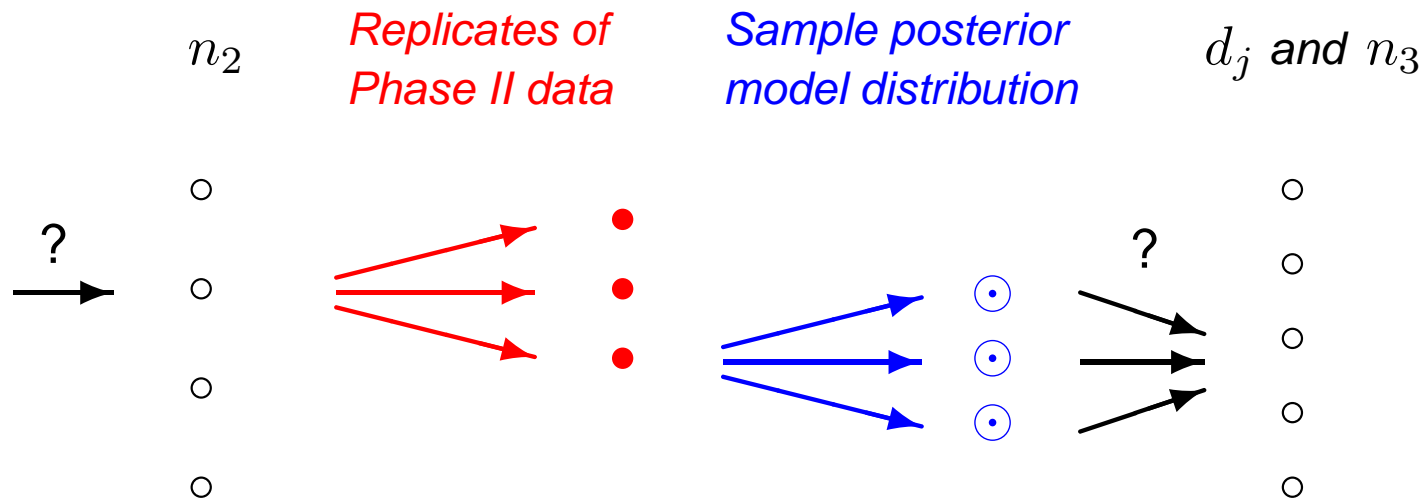 n₂
Replicates of
Phase II data
Sample posterior
model distribution
dⱼ and n₃
?
?